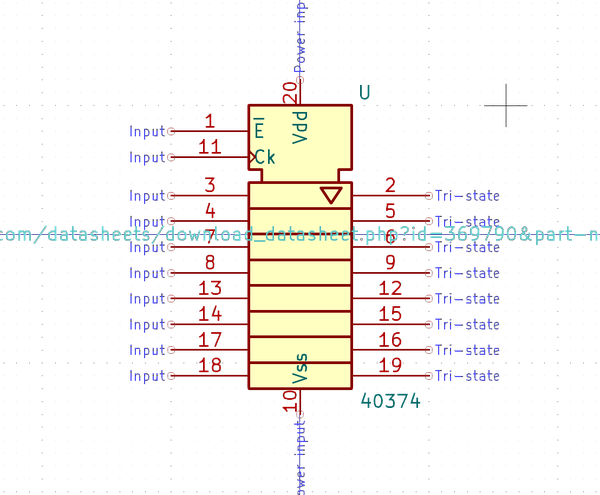 Power inp
20
U
Vdd
Input 1 E
Input 11 Ck
Input 3 2 Tri-state
Input 4 5 Tri-state
com/datasheets/download_datasheet.php?id=369790&part-n
Input 7 6 Tri-state
Input 8 9 Tri-state
Input 13 12 Tri-state
Input 14 15 Tri-state
Input 17 16 Tri-state
Input 18 19 Tri-state
Vss
10
40374
ower input